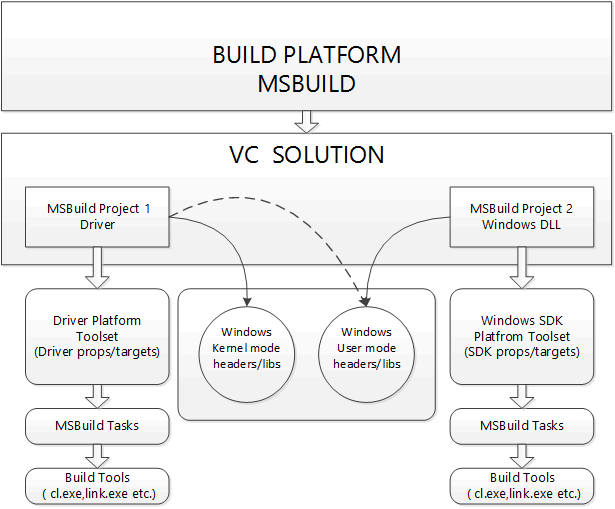 BUILD PLATFORM
MSBUILD
VC SOLUTION
MSBuild Project 1
Driver
MSBuild Project 2
Windows DLL
Driver Platform
Toolset
(Driver props/targets)
Windows
Kernel mode
headers/libs
Windows
User mode
headers/libs
Windows SDK
Platfrom Toolset
(SDK props/targets)
MSBuild Tasks
MSBuild Tasks
Build Tools
( cl.exe,link.exe etc.)
Build Tools
( cl.exe,link.exe etc.)